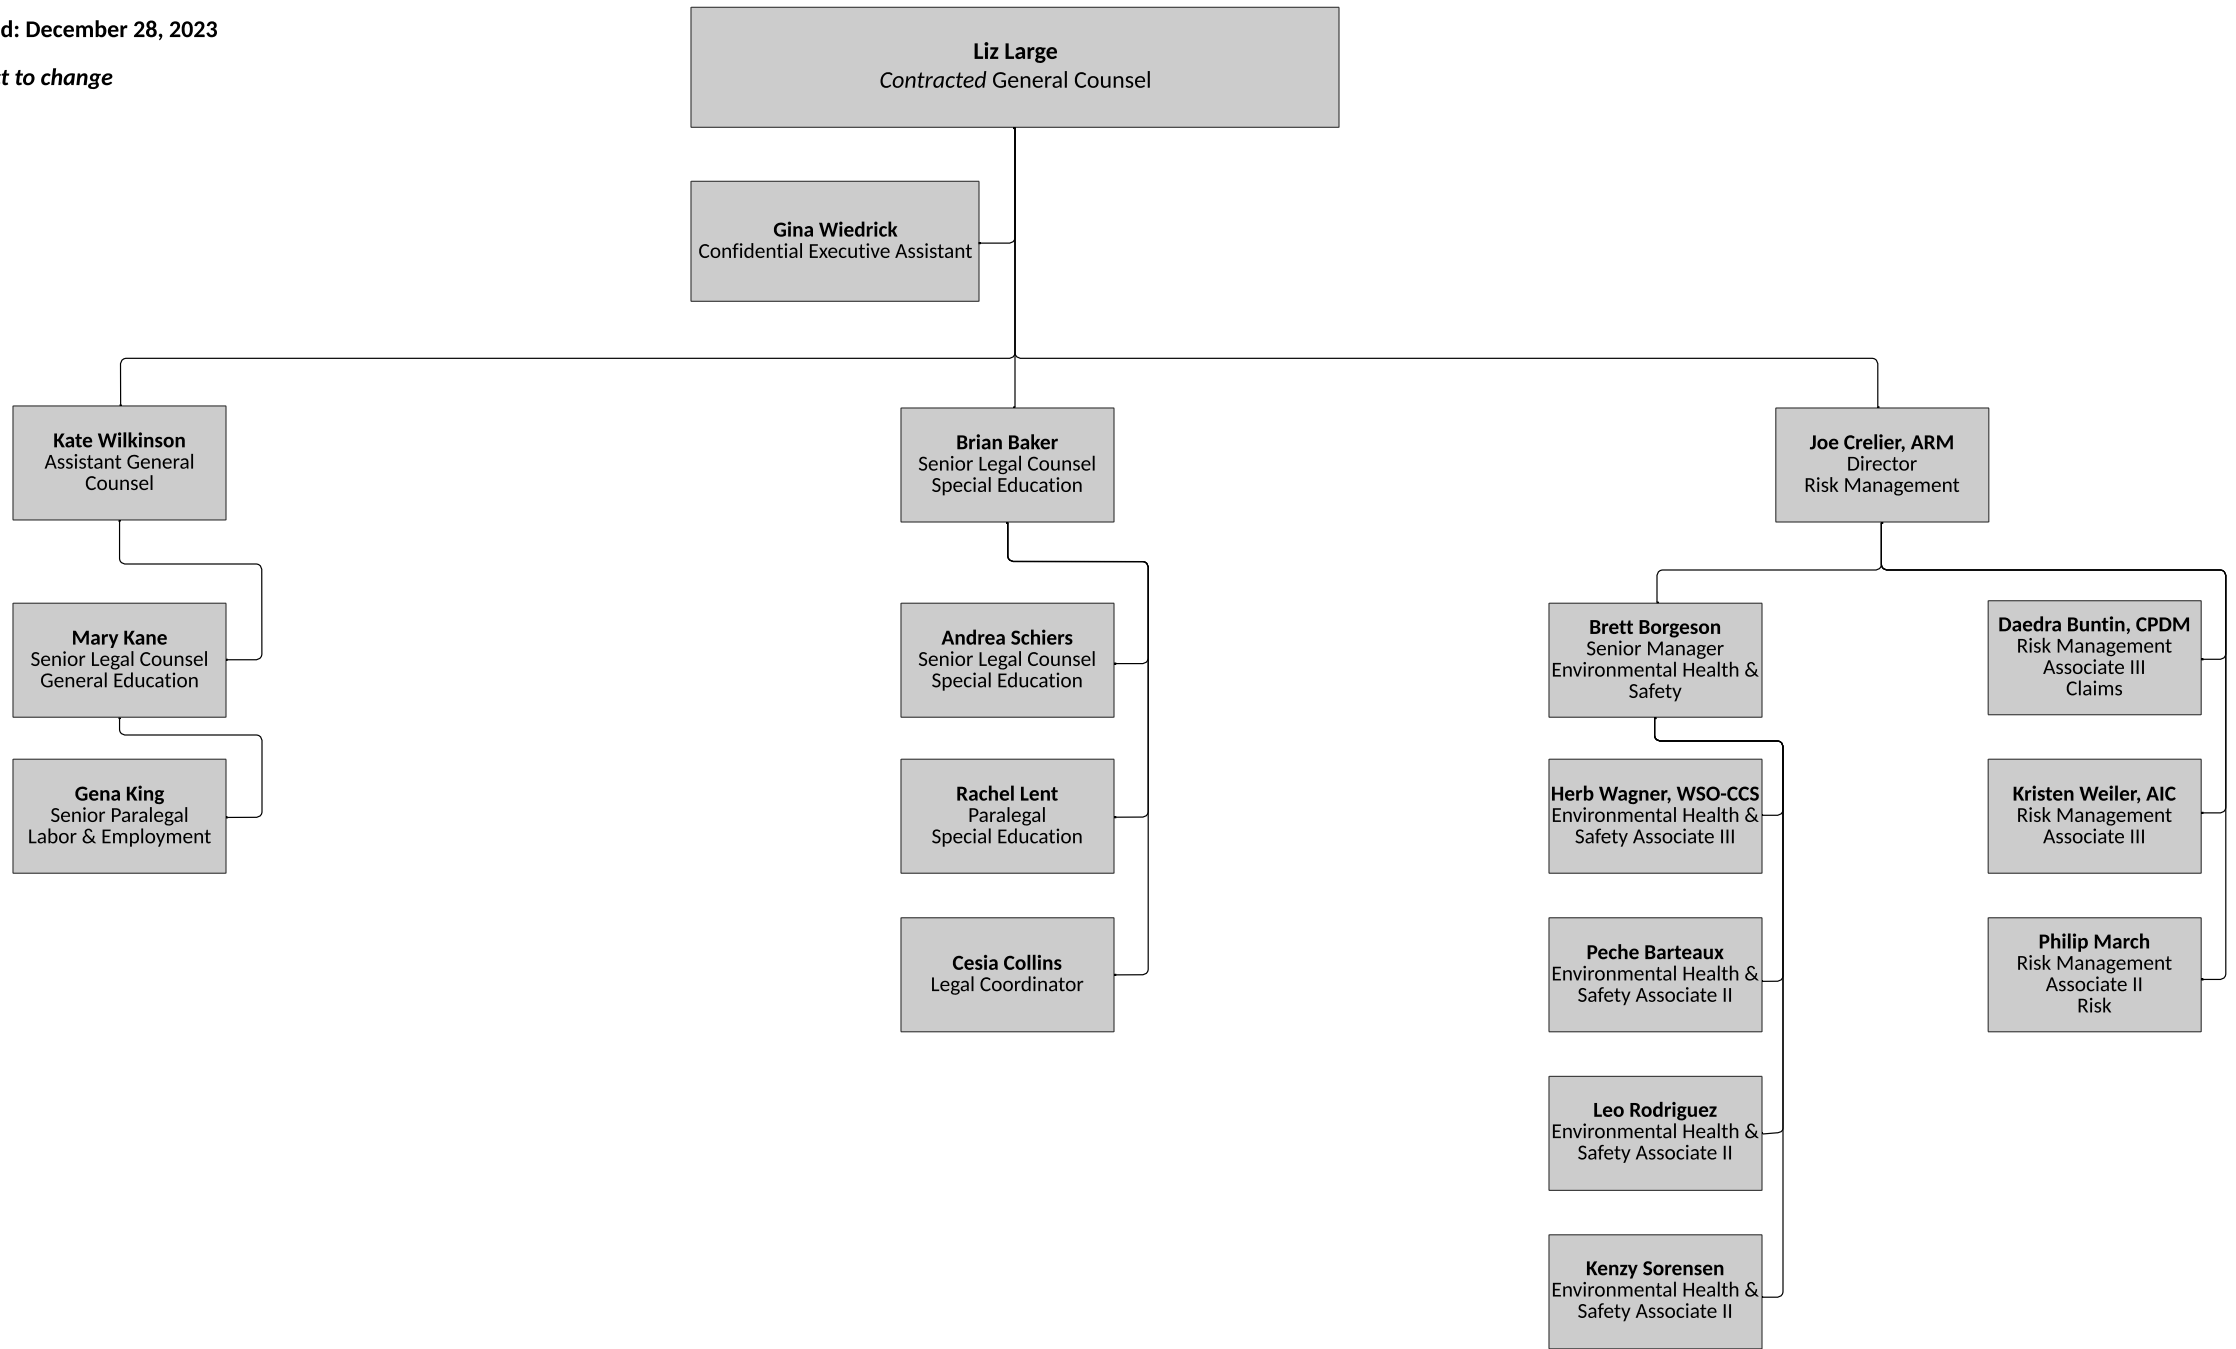 d: December 28, 2023
t to change
Liz Large
Contracted General Counsel
Gina Wiedrick
Confidential Executive Assistant
Kate Wilkinson
Assistant General
Counsel
Brian Baker
Senior Legal Counsel
Special Education
Joe Crelier, ARM
Director
Risk Management
Mary Kane
Senior Legal Counsel
General Education
Andrea Schiers
Senior Legal Counsel
Special Education
Brett Borgeson
Senior Manager
Environmental Health &
Safety
Daedra Buntin, CPDM
Risk Management
Associate III
Claims
Gena King
Senior Paralegal
Labor & Employment
Rachel Lent
Paralegal
Special Education
Herb Wagner, WSO-CCS
Environmental Health &
Safety Associate III
Kristen Weiler, AIC
Risk Management
Associate III
Cesia Collins
Legal Coordinator
Peche Barteaux
Environmental Health &
Safety Associate II
Philip March
Risk Management
Associate II
Risk
Leo Rodriguez
Environmental Health &
Safety Associate II
Kenzy Sorensen
Environmental Health &
Safety Associate II